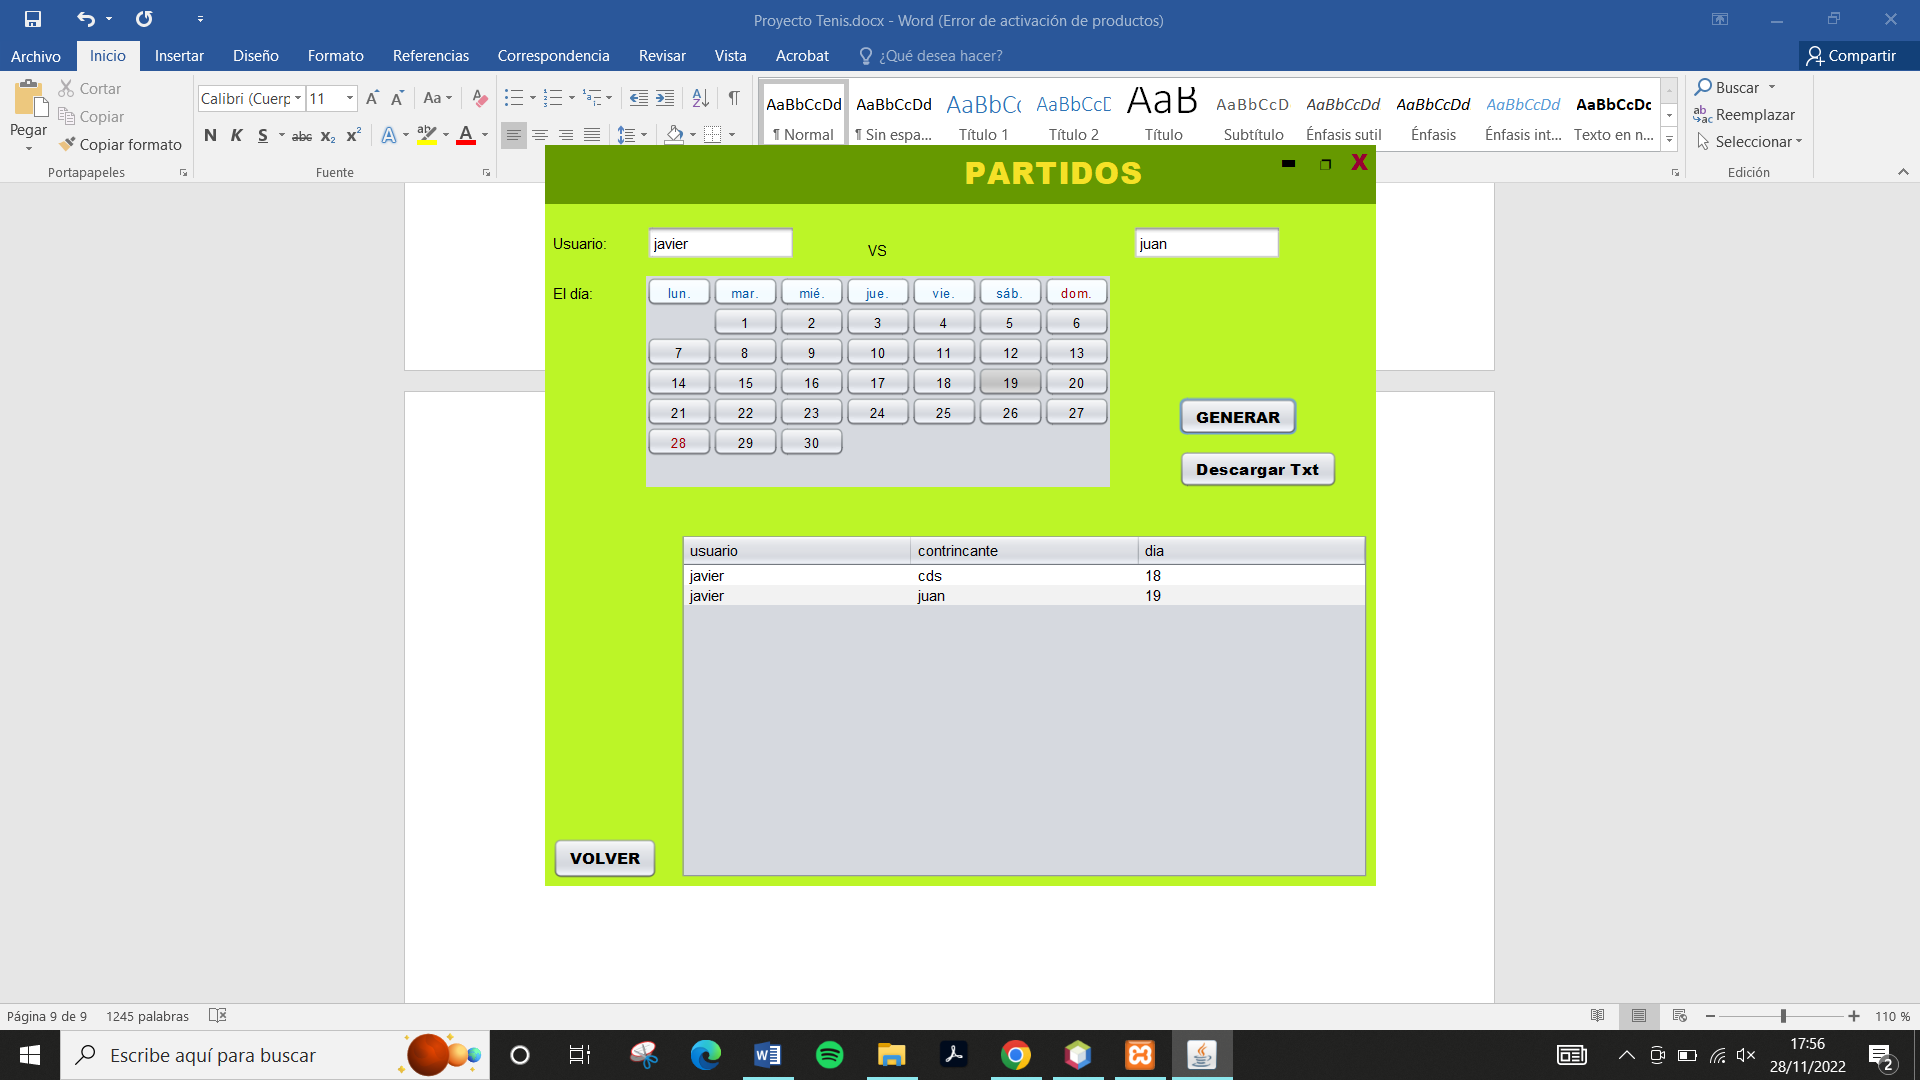 Proyecto Tenis.docx - Word (Error de activación de productos)
Archivo Inicio Insertar Diseño Formato Referencias Correspondencia Revisar Vista Acrobat ¿Qué desea hacer? Compartir
Pegar
Cortar
Copiar
Copiar formato
Portapapeles
Calibri (Cuerp 11
N K S abc x₂ x²
Fuente
AaBbCcDd AaBbCcDd AaBbC( AaBbCcD AaB AaBbCcD AaBbCcDd AaBbCcDd AaBbCcDd AaBbCcDc
¶ Normal ¶ Sin espa... Título 1 Título 2 Título Subtítulo Énfasis sutil Énfasis Énfasis int... Texto en n...
Buscar
Reemplazar
Seleccionar
Edición
PARTIDOS X
Usuario: javier VS juan
El día:
lun. mar. mié. jue. vie. sáb. dom.
1 2 3 4 5 6
7 8 9 10 11 12 13
14 15 16 17 18 19 20
21 22 23 24 25 26 27
28 29 30
GENERAR
Descargar Txt
usuario contrincante dia
javier cds 18
javier juan 19
VOLVER
Página 9 de 9 1245 palabras 110 %
Escribe aquí para buscar
17:56
28/11/2022
2